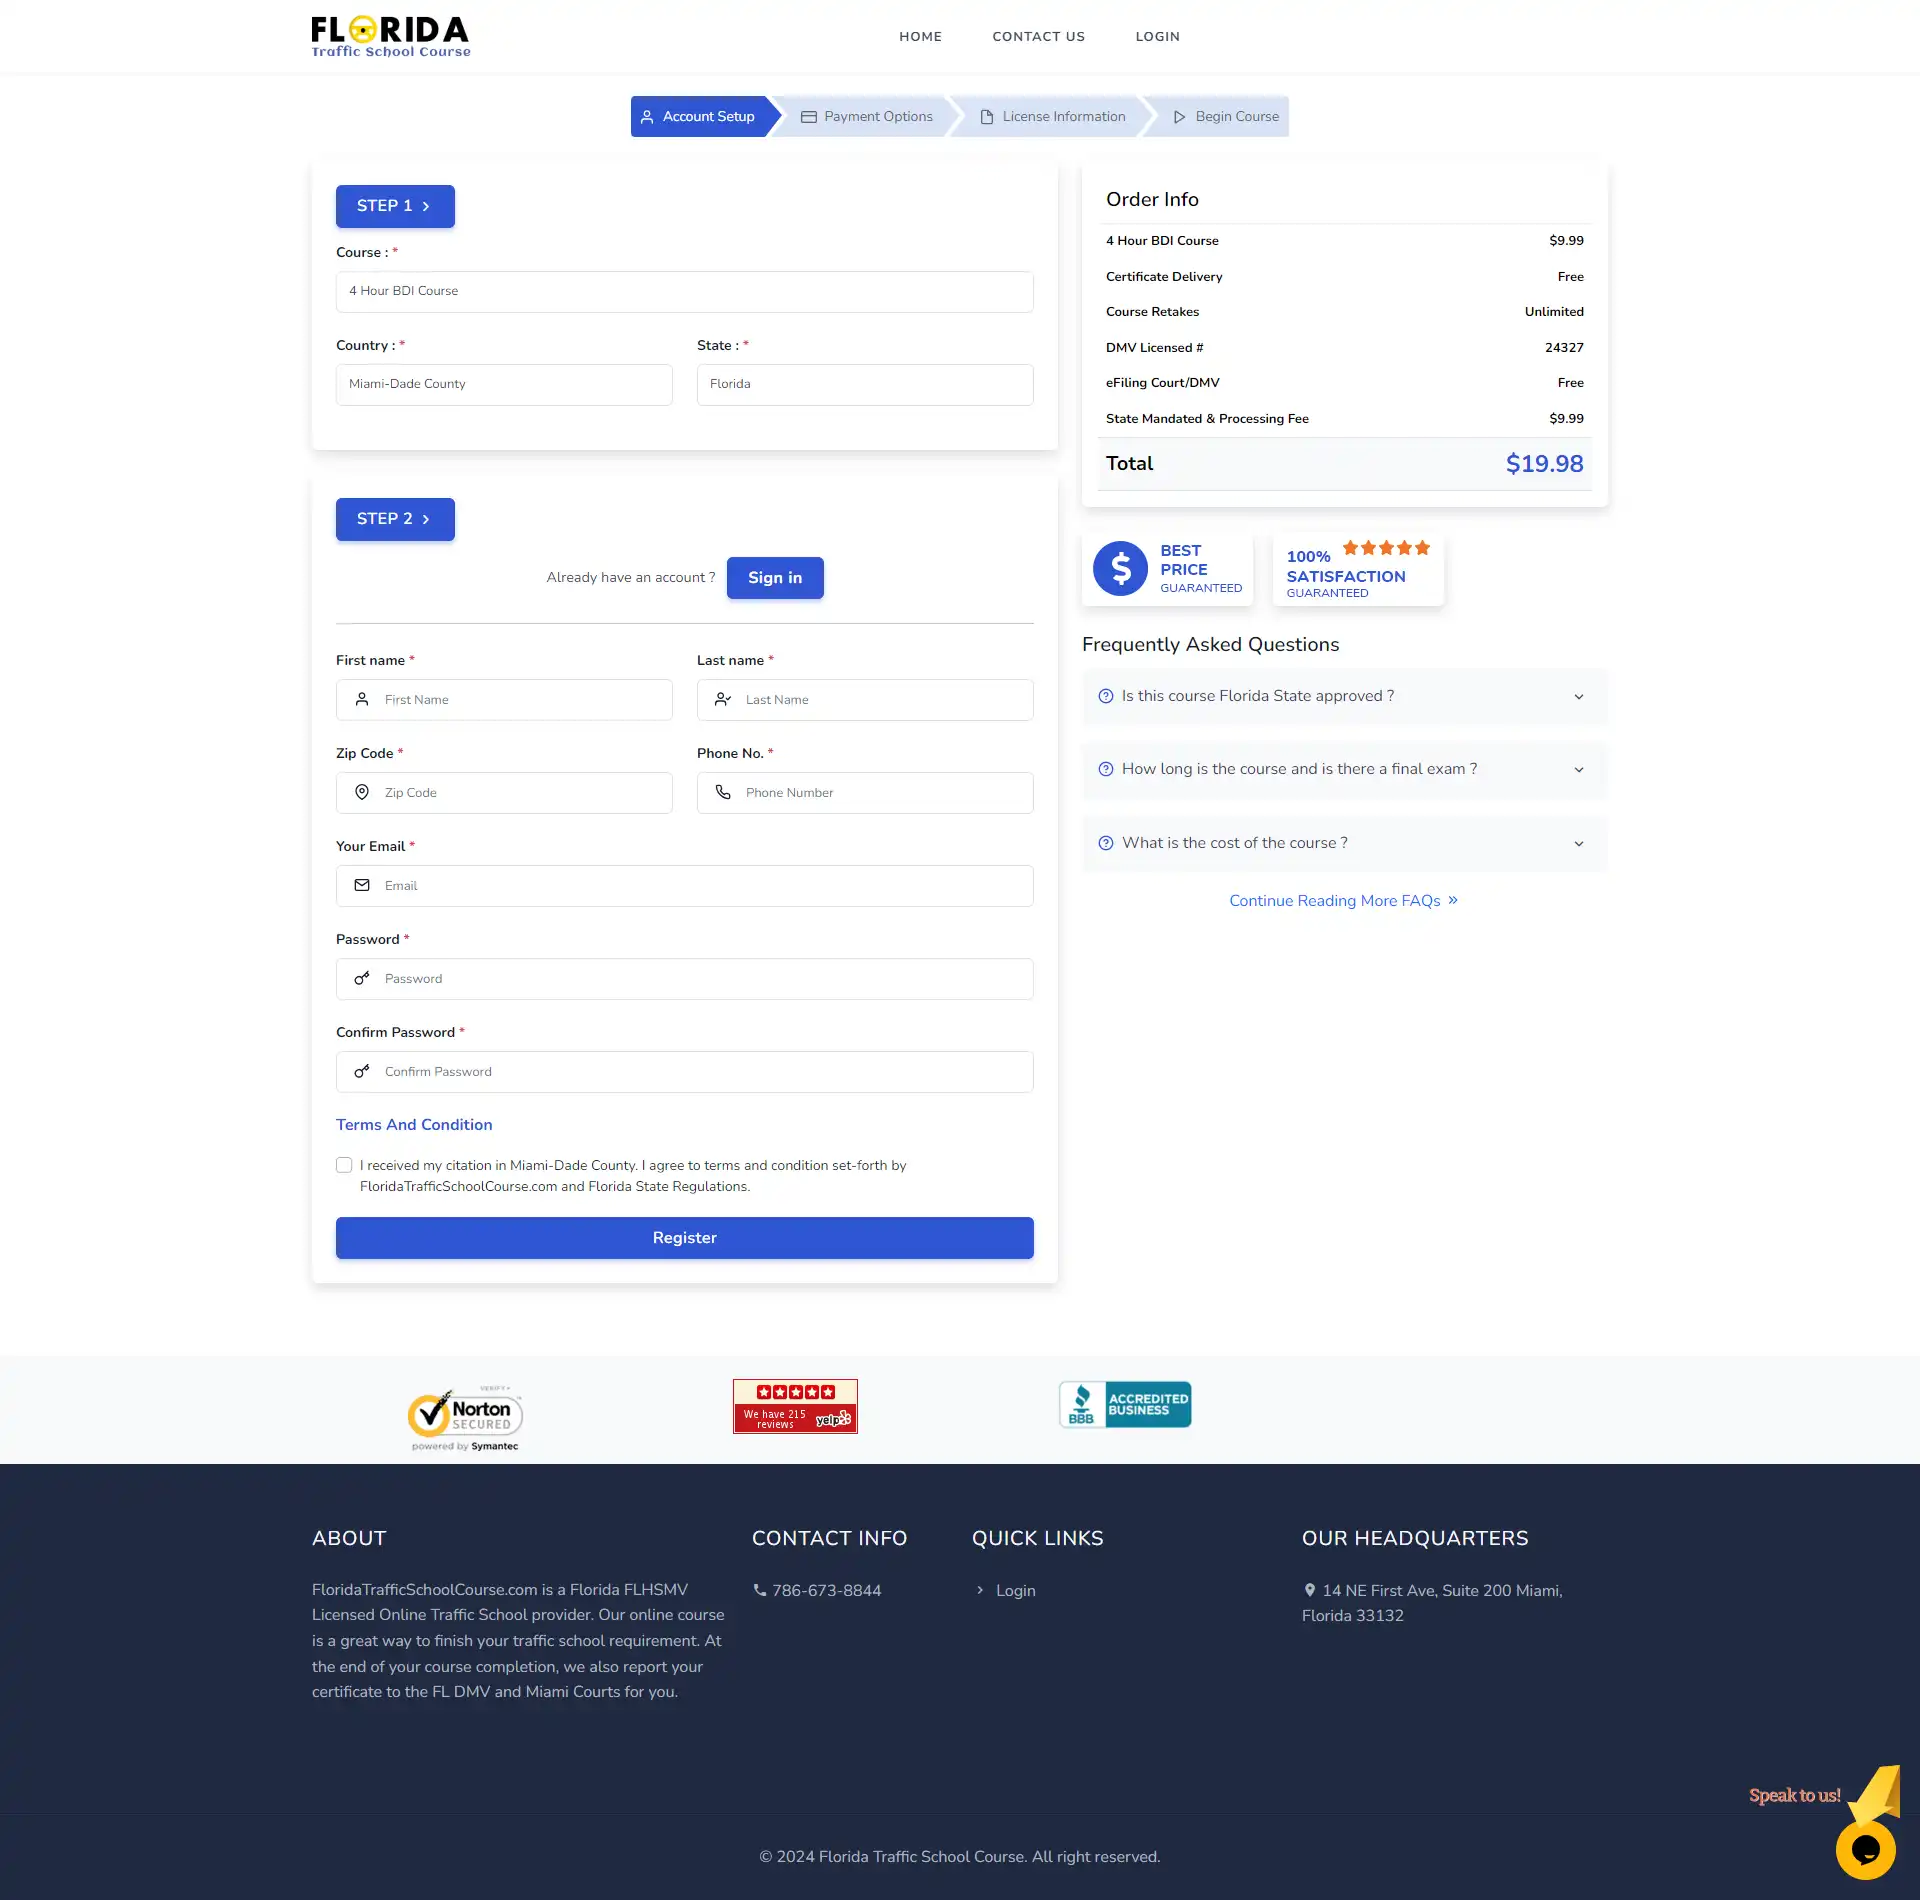 FLORIDA
Traffic School Course
HOME
CONTACT US
LOGIN
Account Setup
Payment Options
License Information
Begin Course
STEP 1
Course : *
4 Hour BDI Course
Country : *
State : *
Miami-Dade County
Florida
STEP 2
Already have an account ?
Sign in
First name *
Last name *
First Name
Last Name
Zip Code *
Phone No. *
Zip Code
Phone Number
Your Email *
Email
Password *
Password
Confirm Password *
Confirm Password
Terms And Condition
I received my citation in Miami-Dade County. I agree to terms and condition set-forth by
FloridaTrafficSchoolCourse.com and Florida State Regulations.
Register
Order Info
4 Hour BDI Course $9.99
Certificate Delivery Free
Course Retakes Unlimited
DMV Licensed # 24327
eFiling Court/DMV Free
State Mandated & Processing Fee $9.99
Total $19.98
BEST
PRICE
GUARANTEED
100%
SATISFACTION
GUARANTEED
Frequently Asked Questions
Is this course Florida State approved ?
How long is the course and is there a final exam ?
What is the cost of the course ?
Continue Reading More FAQs »
VERIFY
Norton
SECURED
powered by Symantec
We have 215
reviews
yelp
BBB
ACCREDITED
BUSINESS
ABOUT
FloridaTrafficSchoolCourse.com is a Florida FLHSMV
Licensed Online Traffic School provider. Our online course
is a great way to finish your traffic school requirement. At
the end of your course completion, we also report your
certificate to the FL DMV and Miami Courts for you.
CONTACT INFO
786-673-8844
QUICK LINKS
Login
OUR HEADQUARTERS
14 NE First Ave, Suite 200 Miami,
Florida 33132
Speak to us!
© 2024 Florida Traffic School Course. All right reserved.